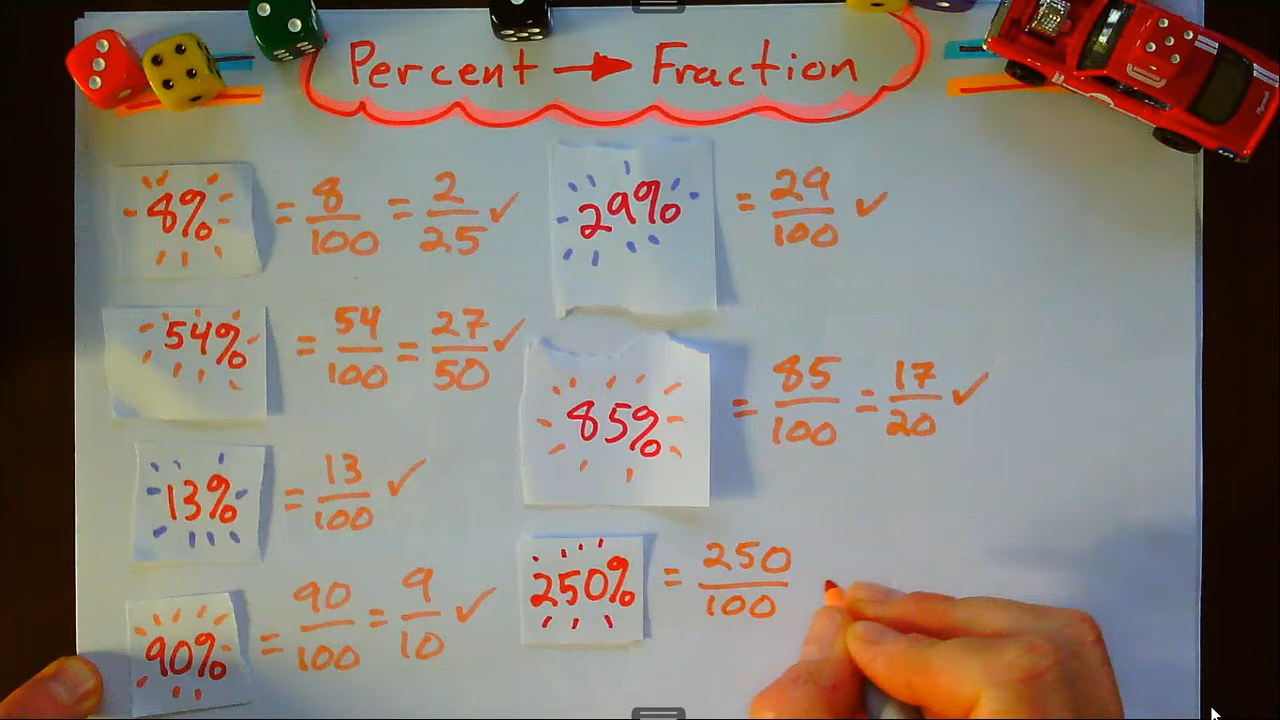 Percent → Fraction
8% = 8/100 = 2/25 ✓
54% = 54/100 = 27/50 ✓
13% = 13/100 ✓
90% = 90/100 = 9/10 ✓
29% = 29/100 ✓
85% = 85/100 = 17/20 ✓
250% = 250/100